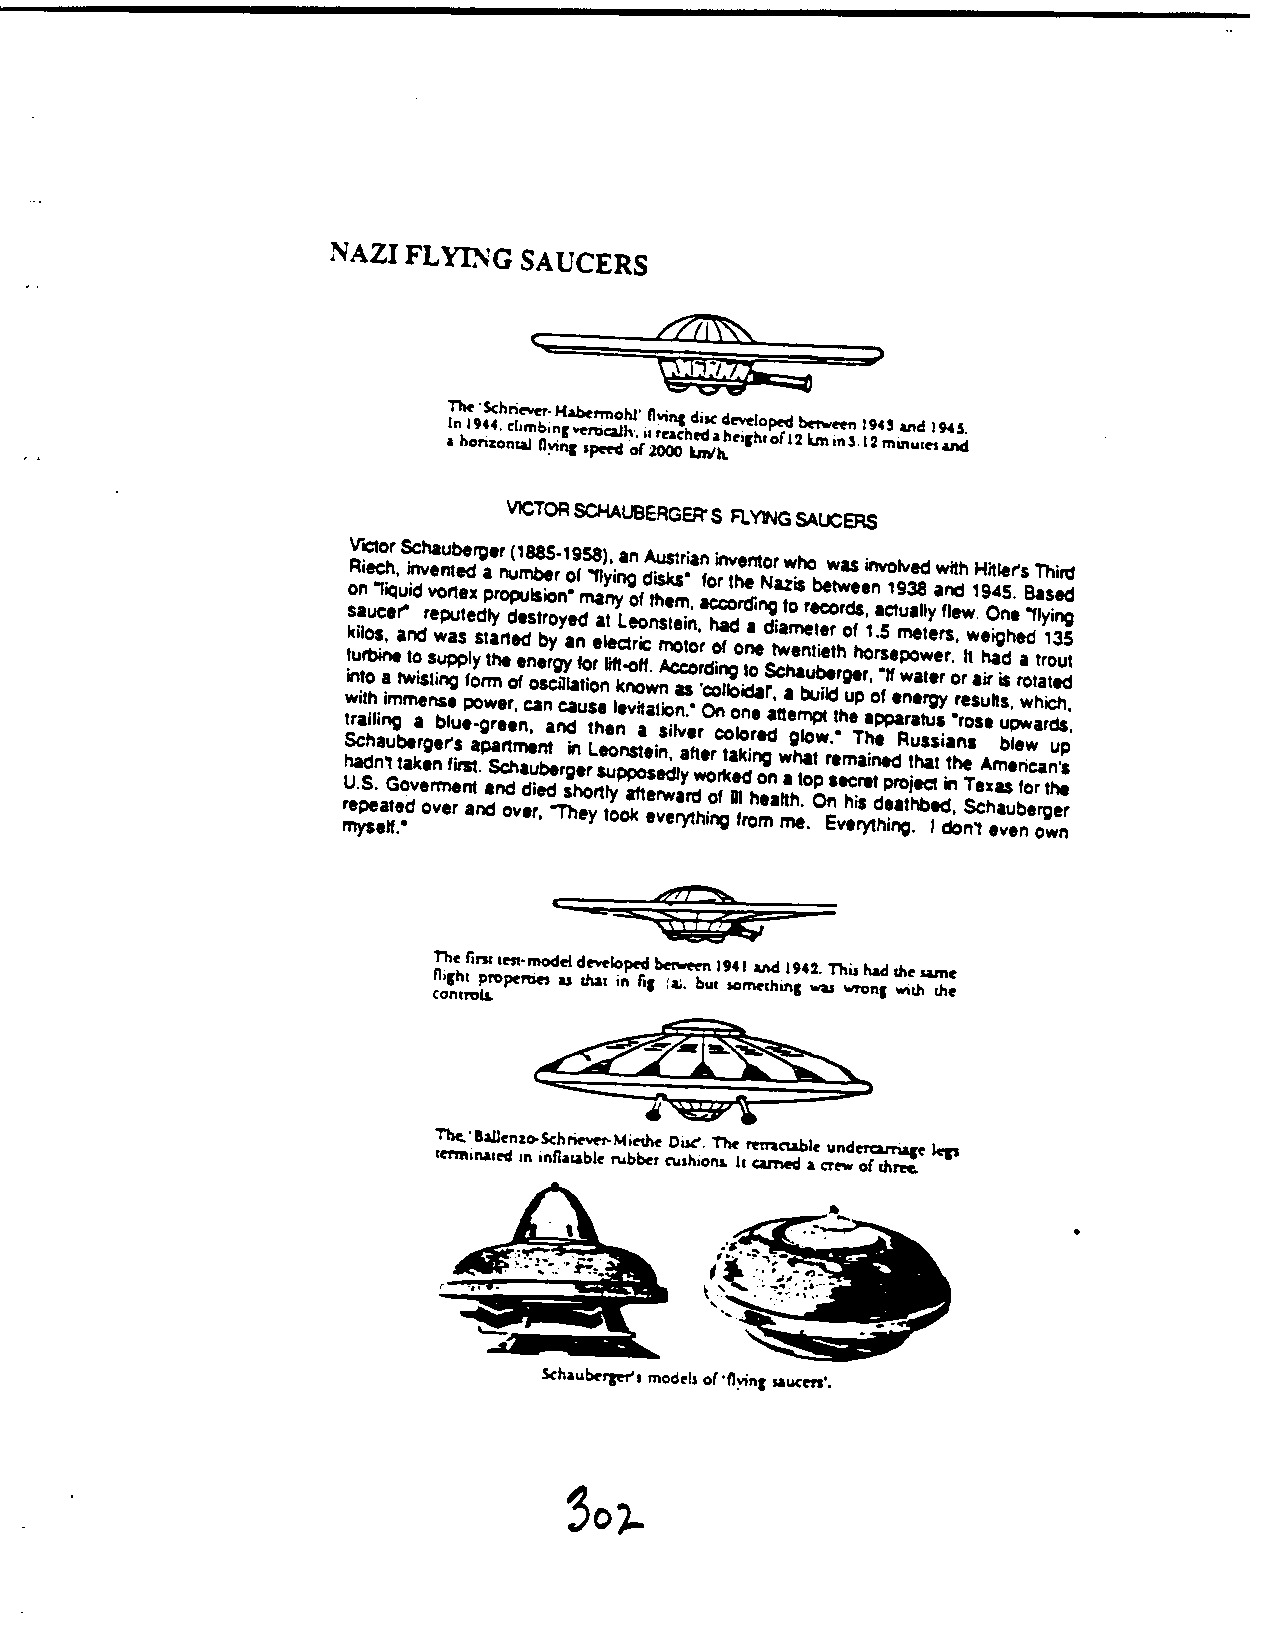 NAZI FLYING SAUCERS
The 'Schriever-Habermohl' flying disc developed between 1943 and 1945.
In 1944, climbing vertically, it reached a height of 12 km in 3.12 minutes and
a horizontal flying speed of 2000 km/h.
VICTOR SCHAUBERGER'S FLYING SAUCERS
Victor Schauberger (1885-1958), an Austrian inventor who was involved with Hitler's Third
Riech, invented a number of "flying disks" for the Nazis between 1938 and 1945. Based
on "liquid vortex propulsion" many of them, according to records, actually flew. One "flying
saucer" reputedly destroyed at Leonstein, had a diameter of 1.5 meters, weighed 135
kilos, and was started by an electric motor of one twentieth horsepower. It had a trout
turbine to supply the energy for lift-off. According to Schauberger, "If water or air is rotated
into a twisting form of oscillation known as 'colloidal', a build up of energy results, which,
with immense power, can cause levitation." On one attempt the apparatus "rose upwards,
trailing a blue-green, and then a silver colored glow." The Russians blew up
Schauberger's apartment in Leonstein, after taking what remained that the American's
hadn't taken first. Schauberger supposedly worked on a top secret project in Texas for the
U.S. Goverment and died shortly afterward of ill health. On his deathbed, Schauberger
repeated over and over, "They took everything from me. Everything. I don't even own
myself."
The first test-model developed between 1941 and 1942. This had the same
flight properties as that in fig (a), but something was wrong with the
controls.
The 'Ballenzo-Schriever-Miethe Disc'. The retractable undercarriage legs
terminated in inflatable rubber cushions. It carried a crew of three.
Schauberger's models of 'flying saucers'.
302